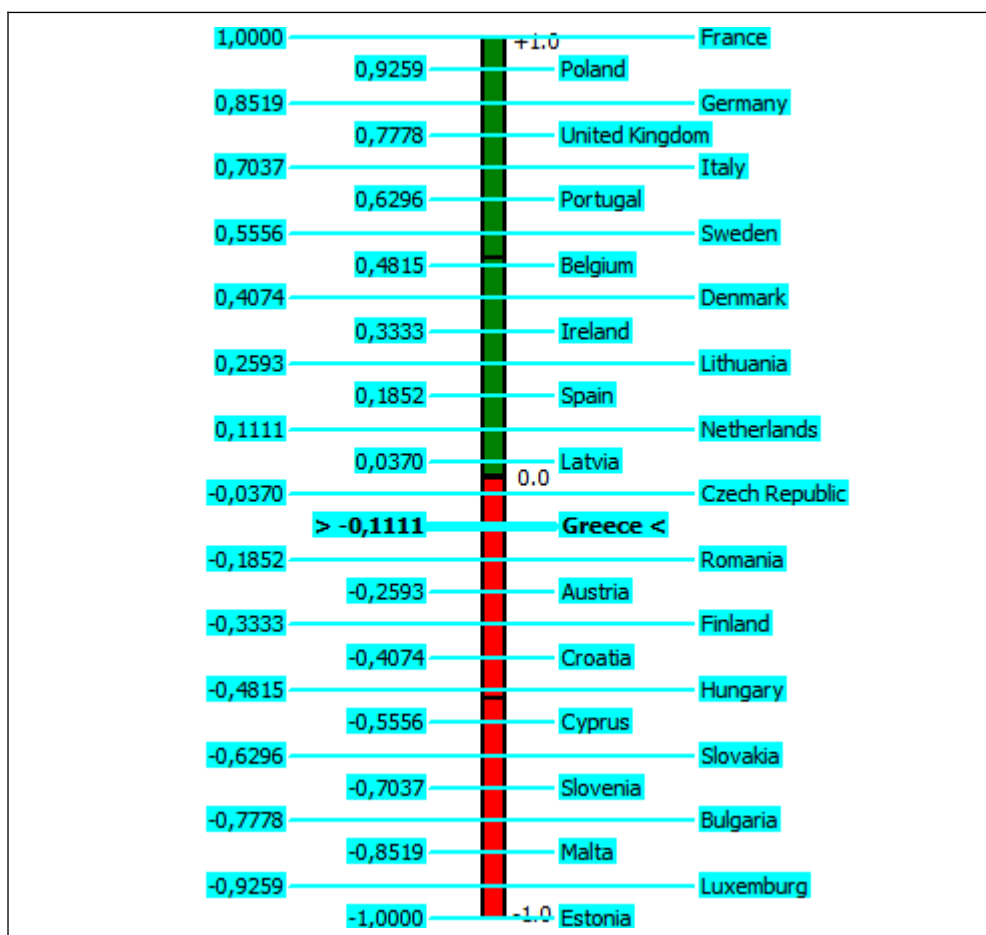 1,0000 +1.0 France
0,9259 Poland
0,8519 Germany
0,7778 United Kingdom
0,7037 Italy
0,6296 Portugal
0,5556 Sweden
0,4815 Belgium
0,4074 Denmark
0,3333 Ireland
0,2593 Lithuania
0,1852 Spain
0,1111 Netherlands
0,0370 Latvia
0.0
-0,0370 Czech Republic
> -0,1111 Greece <
-0,1852 Romania
-0,2593 Austria
-0,3333 Finland
-0,4074 Croatia
-0,4815 Hungary
-0,5556 Cyprus
-0,6296 Slovakia
-0,7037 Slovenia
-0,7778 Bulgaria
-0,8519 Malta
-0,9259 Luxemburg
-1,0000 -1.0 Estonia